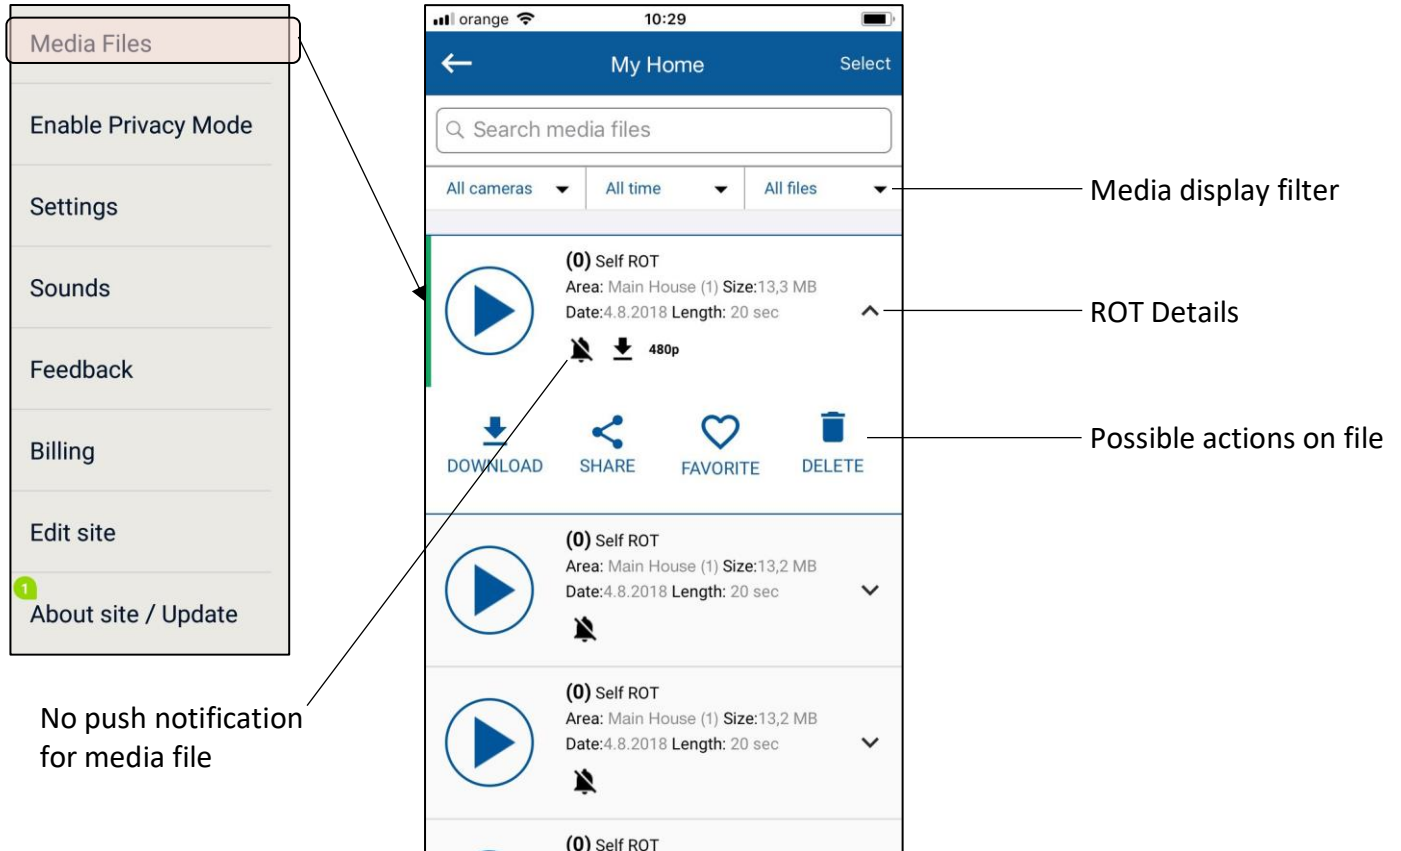 Media Files
Enable Privacy Mode
Settings
Sounds
Feedback
Billing
Edit site
1
About site / Update
No push notification
for media file
orange 10:29
My Home Select
Search media files
All cameras All time All files
(0) Self ROT
Area: Main House (1) Size:13,3 MB
Date:4.8.2018 Length: 20 sec
480p
DOWNLOAD SHARE FAVORITE DELETE
(0) Self ROT
Area: Main House (1) Size:13,2 MB
Date:4.8.2018 Length: 20 sec
(0) Self ROT
Area: Main House (1) Size:13,2 MB
Date:4.8.2018 Length: 20 sec
(0) Self ROT
Media display filter
ROT Details
Possible actions on file